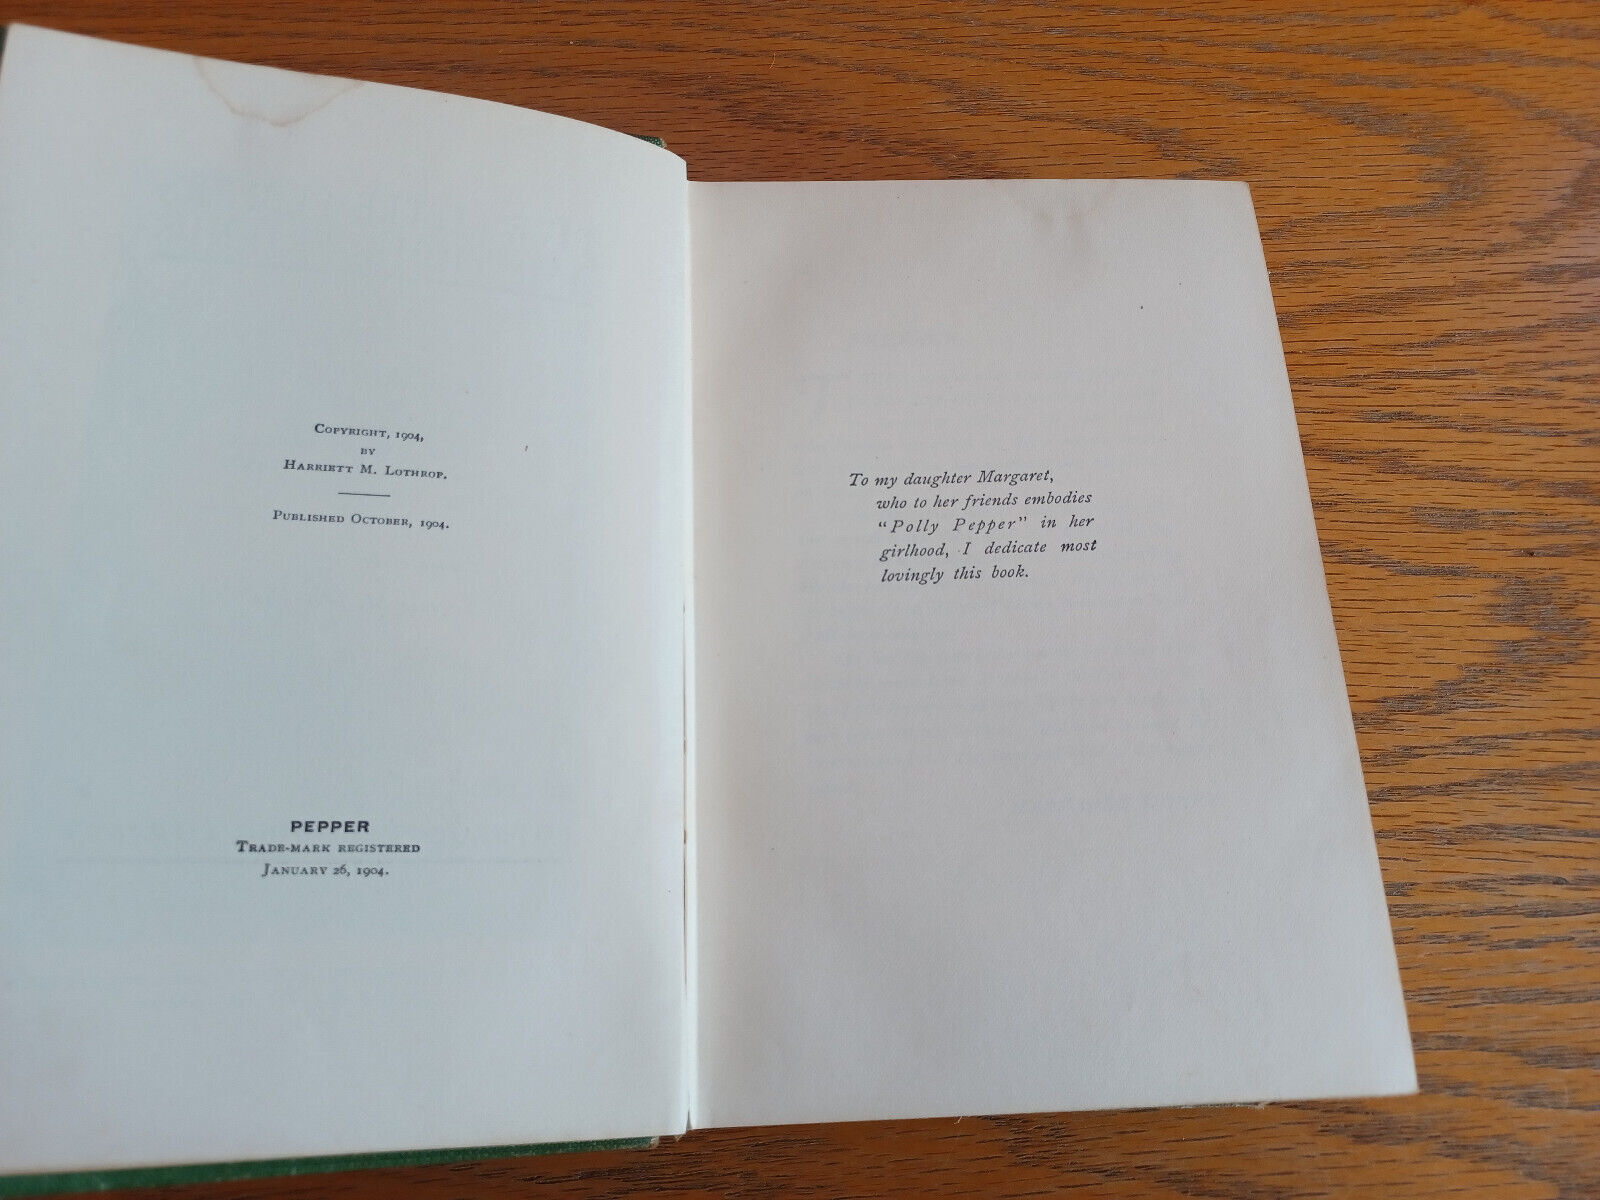 Copyright, 1904,
by
Harriett M. Lothrop.
Published October, 1904.
PEPPER
Trade-mark registered
January 26, 1904.
To my daughter Margaret,
who to her friends embodies
"Polly Pepper" in her
girlhood, I dedicate most
lovingly this book.